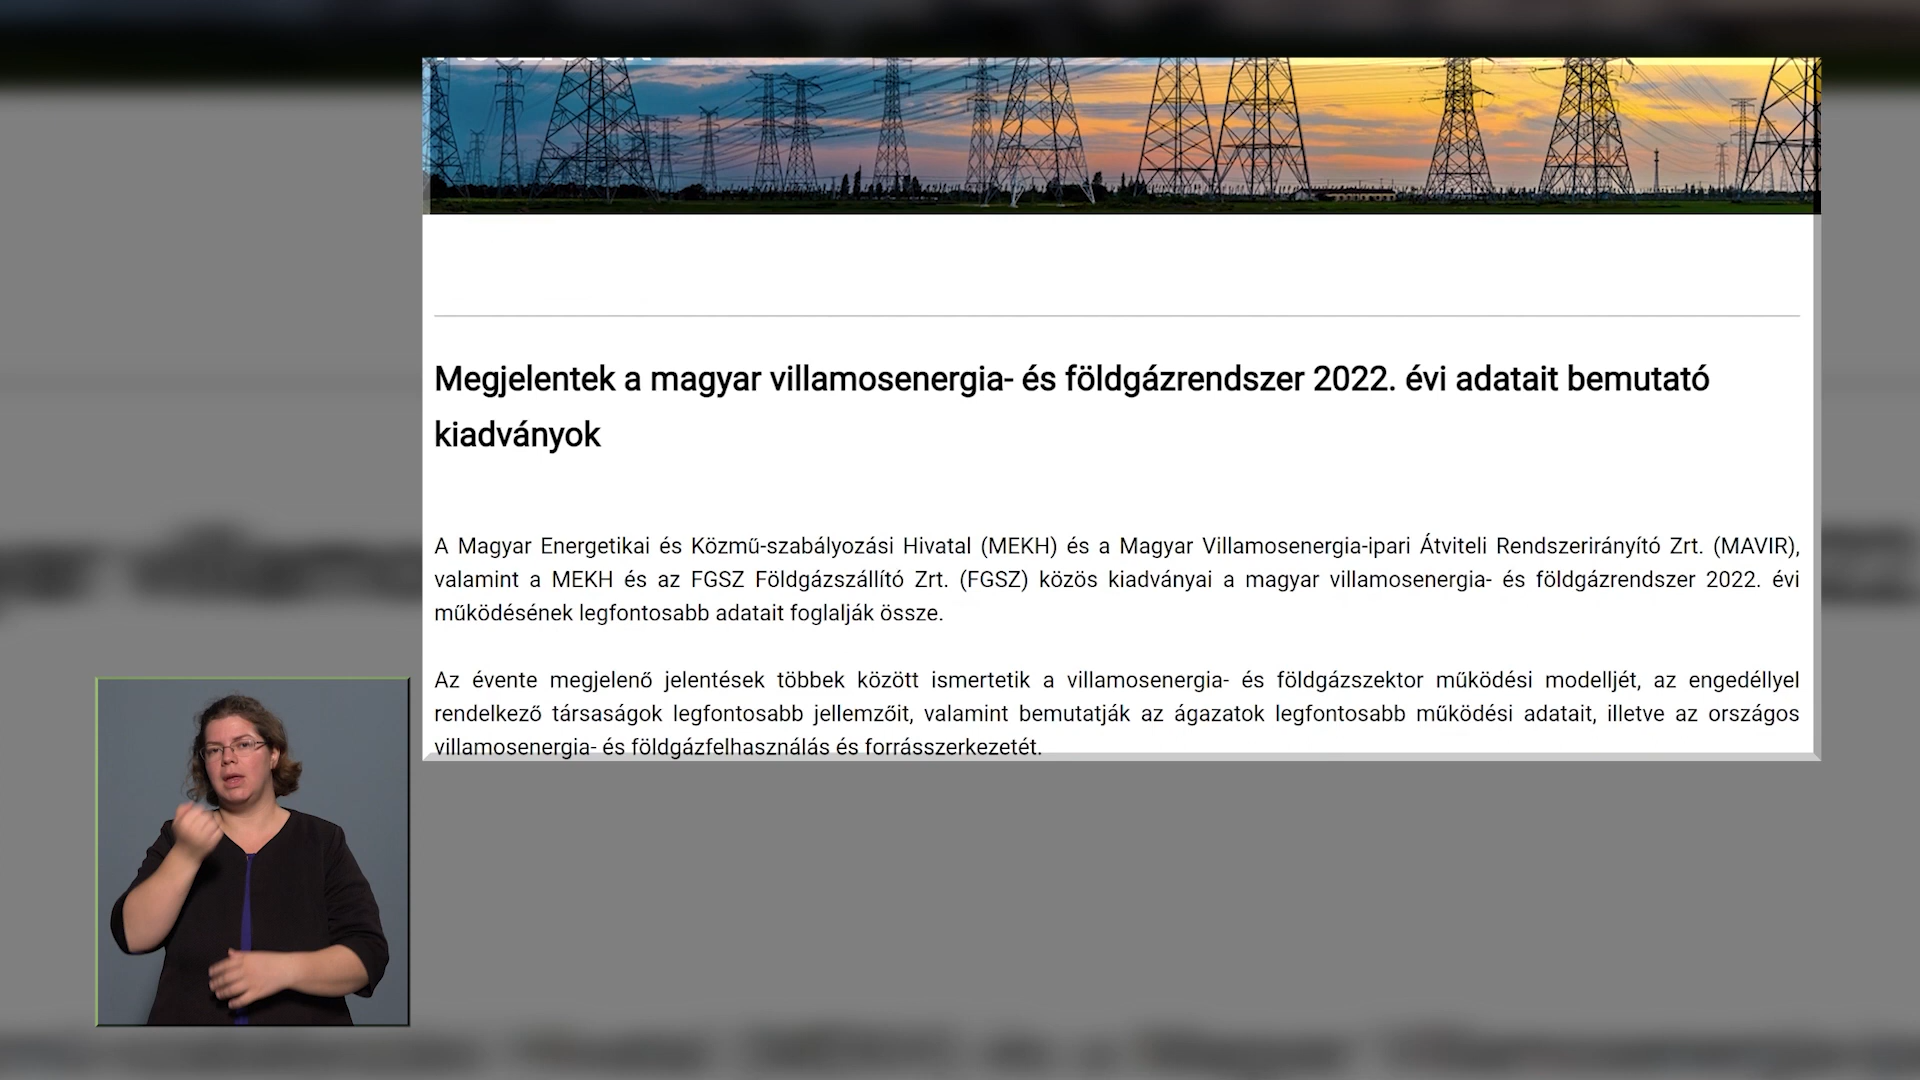 Megjelentek a magyar villamosenergia- és földgázrendszer 2022. évi adatait bemutató
kiadványok
A Magyar Energetikai és Közmű-szabályozási Hivatal (MEKH) és a Magyar Villamosenergia-ipari Átviteli Rendszerirányító Zrt. (MAVIR),
valamint a MEKH és az FGSZ Földgázszállító Zrt. (FGSZ) közös kiadványai a magyar villamosenergia- és földgázrendszer 2022. évi
működésének legfontosabb adatait foglalják össze.
Az évente megjelenő jelentések többek között ismertetik a villamosenergia- és földgázszektor működési modelljét, az engedéllyel
rendelkező társaságok legfontosabb jellemzőit, valamint bemutatják az ágazatok legfontosabb működési adatait, illetve az országos
villamosenergia- és földgázfelhasználás és forrásszerkezetét.